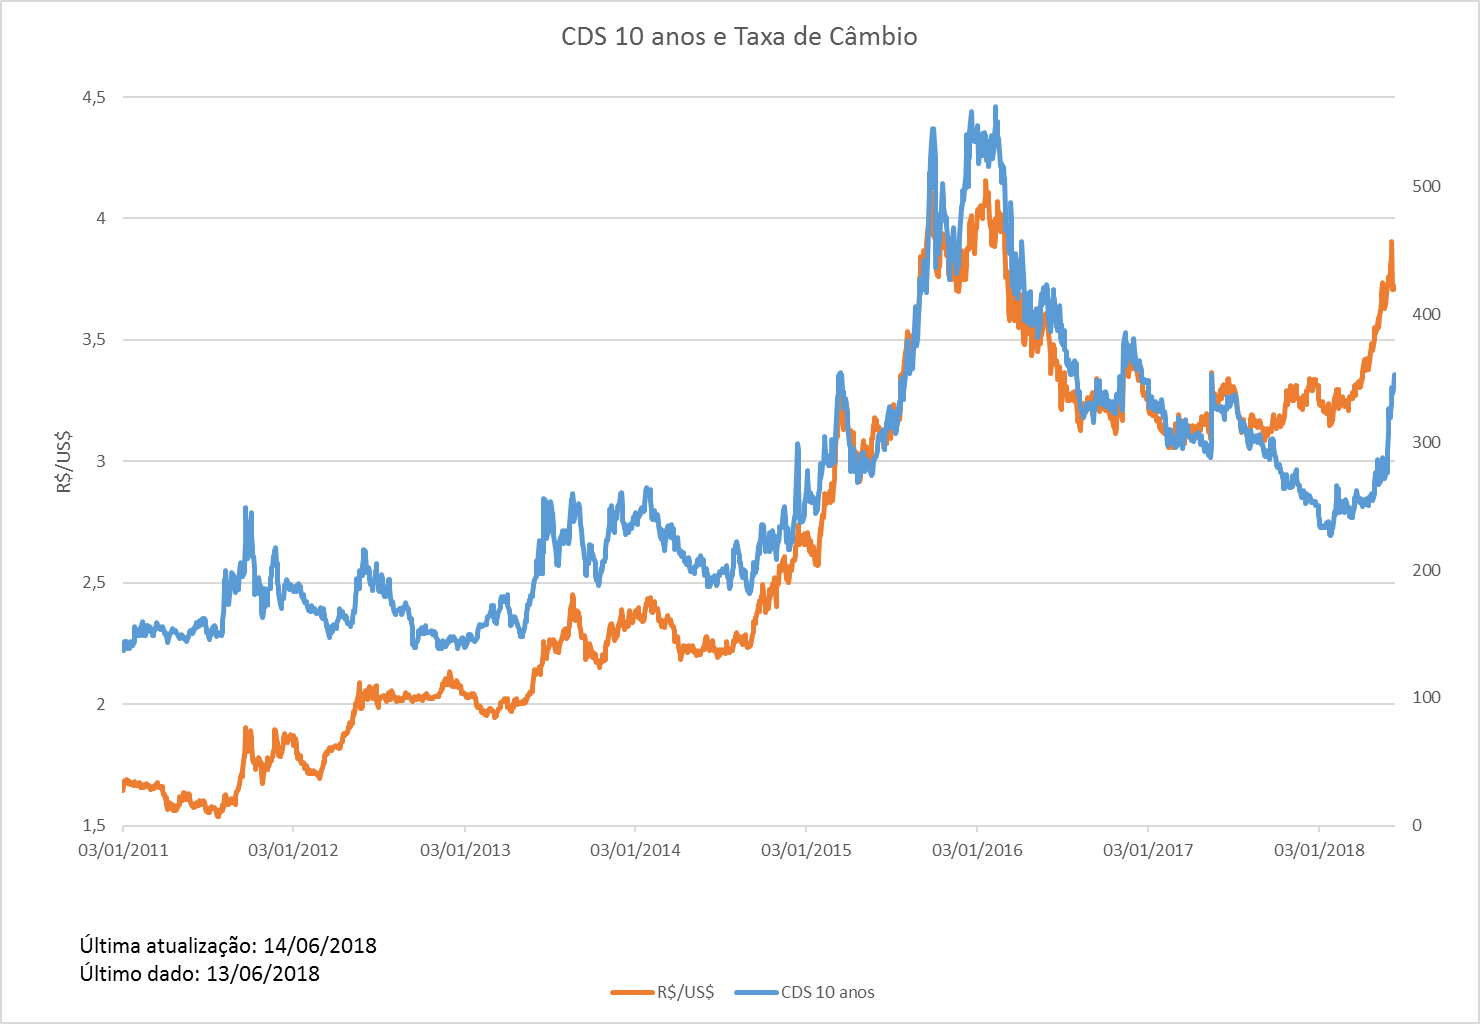 CDS 10 anos e Taxa de Câmbio
4,5
4
3,5
3
2,5
2
1,5
R$/US$
500
400
300
200
100
0
03/01/2011 03/01/2012 03/01/2013 03/01/2014 03/01/2015 03/01/2016 03/01/2017 03/01/2018
Última atualização: 14/06/2018
Último dado: 13/06/2018
R$/US$ CDS 10 anos